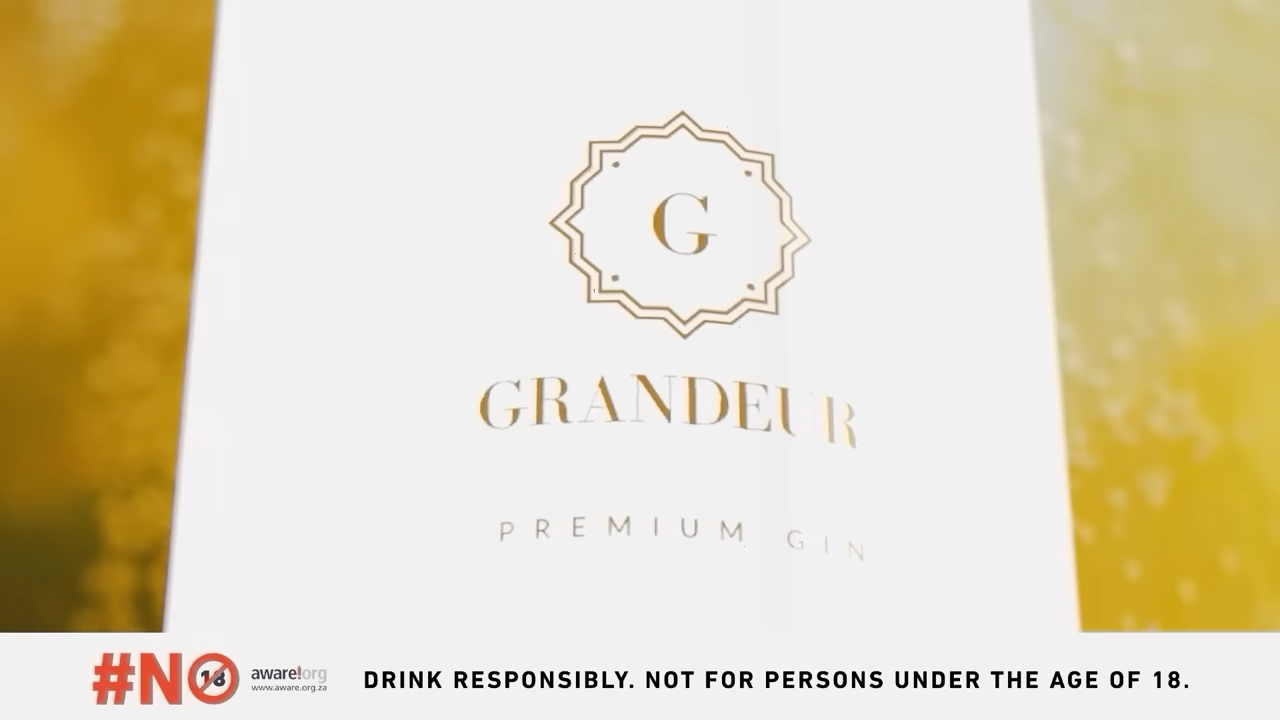 G
GRANDEUR
PREMIUM GIN
#NO
18
aware!org
www.aware.org.za
DRINK RESPONSIBLY. NOT FOR PERSONS UNDER THE AGE OF 18.